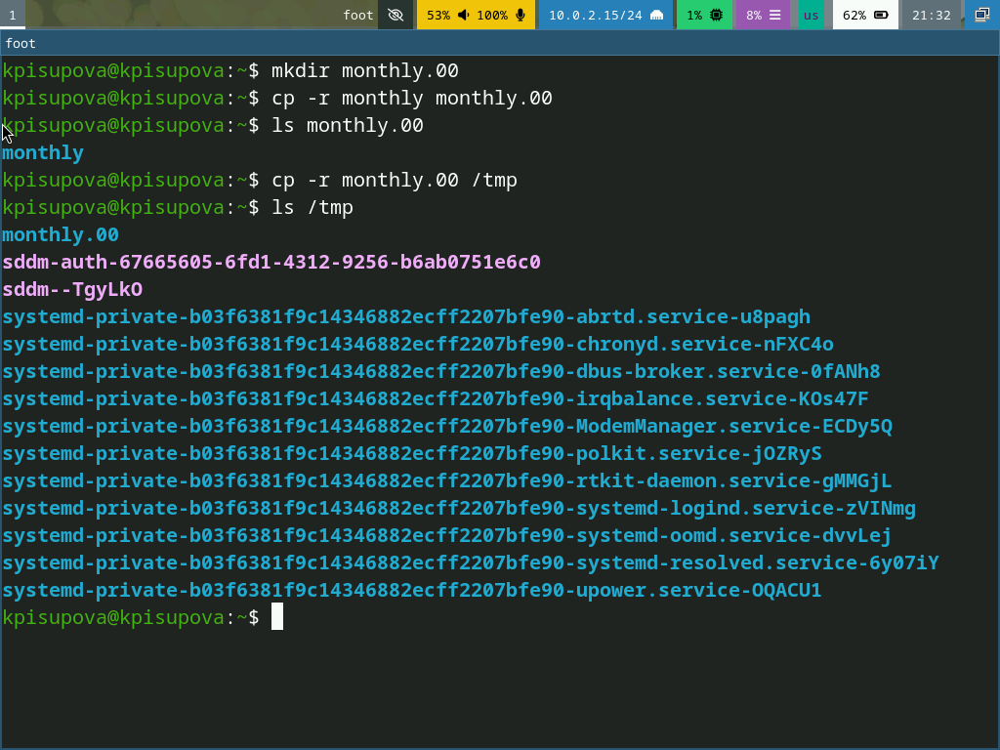 1 foot 53% 100% 10.0.2.15/24 1% 8% us 62% 21:32
foot
kpisupova@kpisupova:~$ mkdir monthly.00
kpisupova@kpisupova:~$ cp -r monthly monthly.00
kpisupova@kpisupova:~$ ls monthly.00
monthly
kpisupova@kpisupova:~$ cp -r monthly.00 /tmp
kpisupova@kpisupova:~$ ls /tmp
monthly.00
sddm-auth-67665605-6fd1-4312-9256-b6ab0751e6c0
sddm--TgyLkO
systemd-private-b03f6381f9c14346882ecff2207bfe90-abrtd.service-u8pagh
systemd-private-b03f6381f9c14346882ecff2207bfe90-chronyd.service-nFXC4o
systemd-private-b03f6381f9c14346882ecff2207bfe90-dbus-broker.service-0fANh8
systemd-private-b03f6381f9c14346882ecff2207bfe90-irqbalance.service-KOs47F
systemd-private-b03f6381f9c14346882ecff2207bfe90-ModemManager.service-ECDy5Q
systemd-private-b03f6381f9c14346882ecff2207bfe90-polkit.service-jOZRyS
systemd-private-b03f6381f9c14346882ecff2207bfe90-rtkit-daemon.service-gMMGjL
systemd-private-b03f6381f9c14346882ecff2207bfe90-systemd-logind.service-zVINmg
systemd-private-b03f6381f9c14346882ecff2207bfe90-systemd-oomd.service-dvvLej
systemd-private-b03f6381f9c14346882ecff2207bfe90-systemd-resolved.service-6y07iY
systemd-private-b03f6381f9c14346882ecff2207bfe90-upower.service-OQACU1
kpisupova@kpisupova:~$